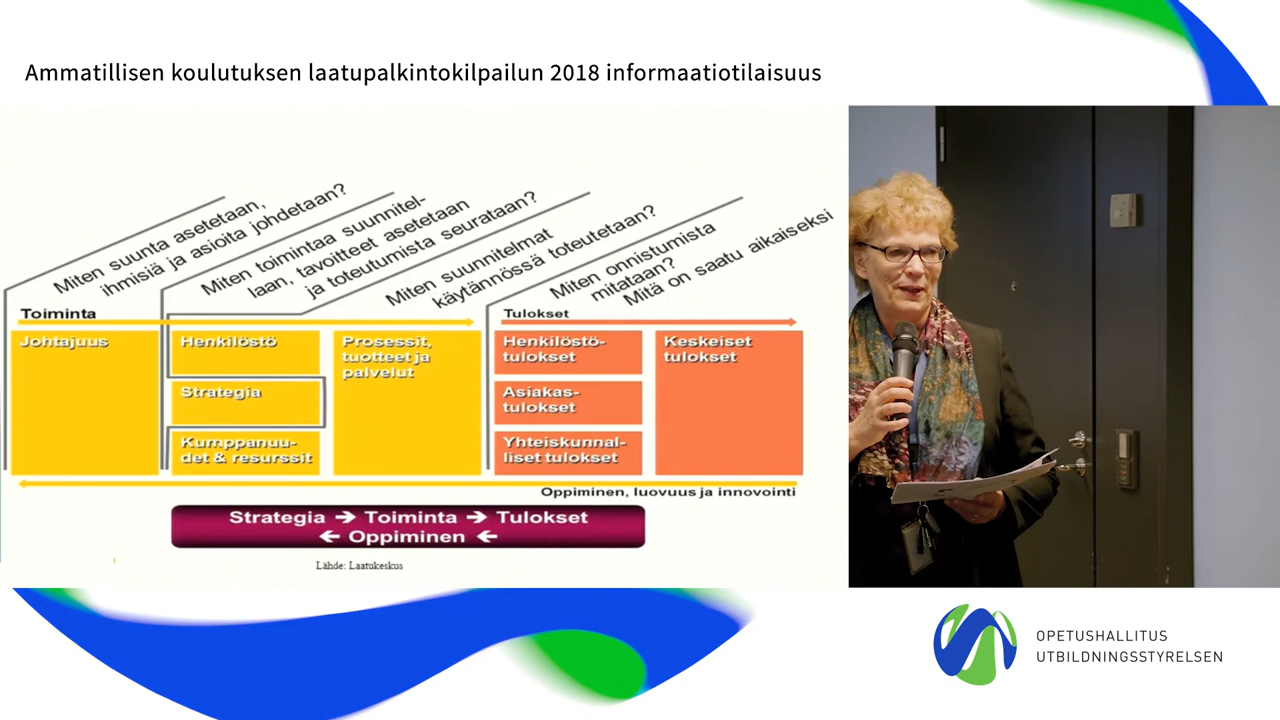 Ammatillisen koulutuksen laatupalkintokilpailun 2018 informaatiotilaisuus
Miten suunta asetetaan,
ihmisiä ja asioita johdetaan?
Miten toimintaa suunnitel-
laan, tavoitteet asetetaan
ja toteutumista seurataan?
Miten suunnitelmat
käytännössä toteutetaan?
Miten onnistumista
mitataan?
Mitä on saatu aikaiseksi
Toiminta
Tulokset
Johtajuus
Henkilöstö
Strategia
Kumppanuu-
det & resurssit
Prosessit,
tuotteet ja
palvelut
Henkilöstö-
tulokset
Asiakas-
tulokset
Yhteiskunnal-
liset tulokset
Keskeiset
tulokset
Oppiminen, luovuus ja innovointi
Strategia → Toiminta → Tulokset
← Oppiminen ←
Lähde: Laatukeskus
OPETUSHALLITUS
UTBILDNINGSSTYRELSEN